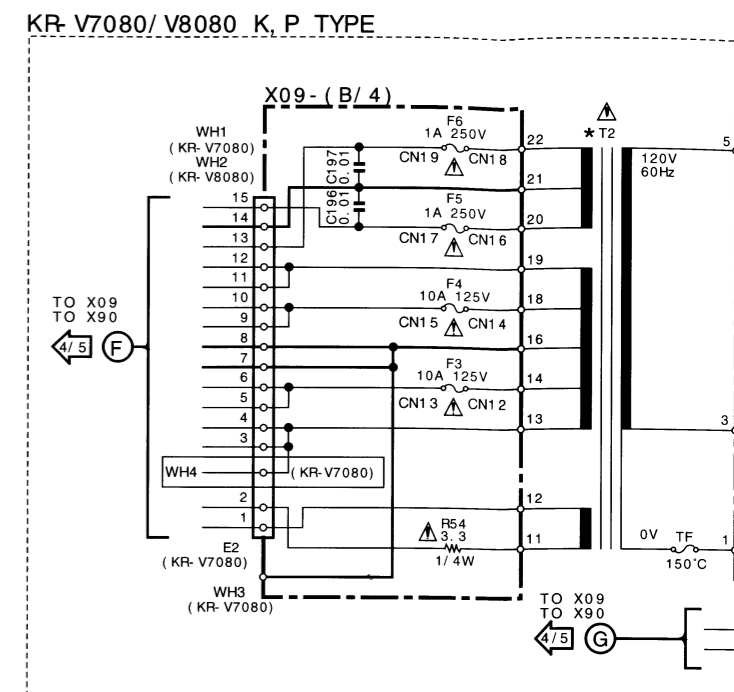 KR-V7080/V8080 K, P TYPE
X09-(B/4)
F6
1A 250V
WH1
(KR-V7080)
WH2
(KR-V8080)
C197
0.01
C196
0.01
CN19
CN18
22
* T2
5
120V
60Hz
21
15
F5
1A 250V
14
20
13
CN17
CN16
12
19
11
F4
10
10A 125V
18
TO X09
TO X90
9
CN15
CN14
4/5
F
8
16
7
F3
6
10A 125V
14
5
CN13
CN12
4
13
3
3
WH4
(KR-V7080)
2
12
1
R54
3.3
1/4W
11
0V
TF
1
150°C
E2
(KR-V7080)
WH3
(KR-V7080)
TO X09
TO X90
4/5
G